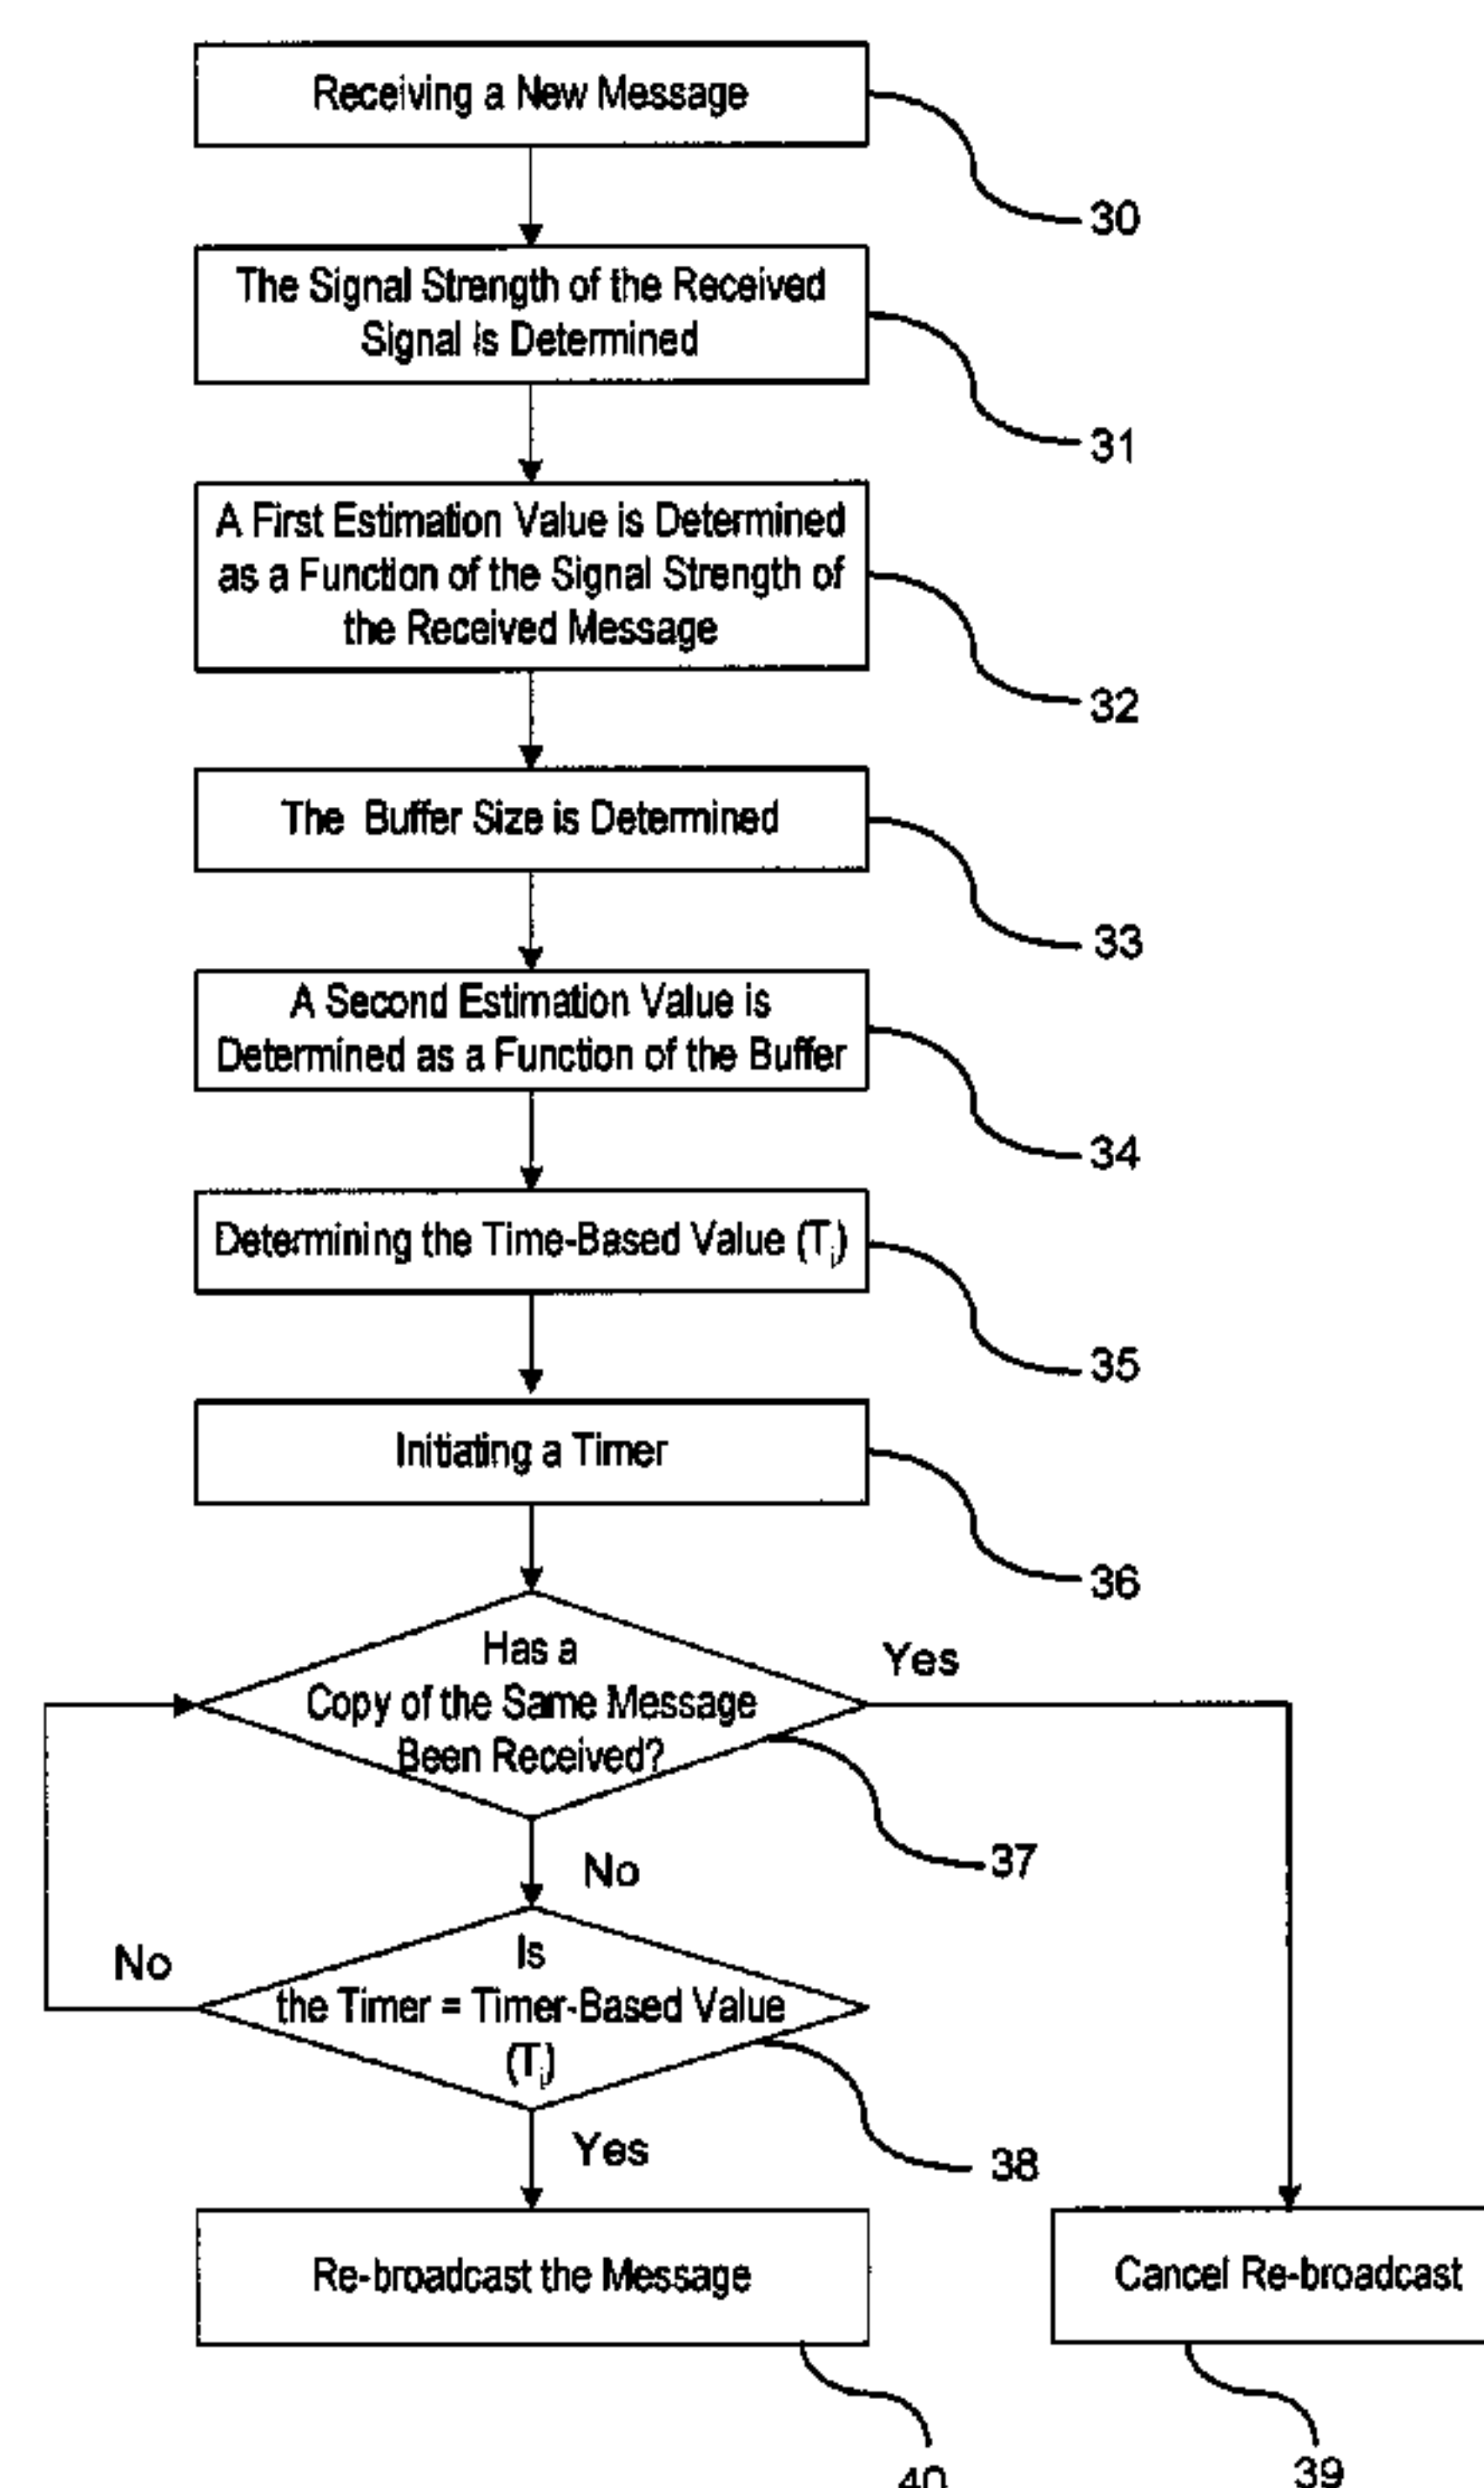 Receiving a New Message
30
The Signal Strength of the Received
Signal is Determined
31
A First Estimation Value is Determined
as a Function of the Signal Strength of
the Received Message
32
The Buffer Size is Determined
33
A Second Estimation Value is
Determined as a Function of the Buffer
34
Determining the Time-Based Value (Ti)
35
Initiating a Timer
36
Has a
Copy of the Same Message
Been Received?
Yes
37
No
Is
the Timer = Timer-Based Value
(Ti)
No
38
Yes
Re-broadcast the Message
Cancel Re-broadcast
40
39